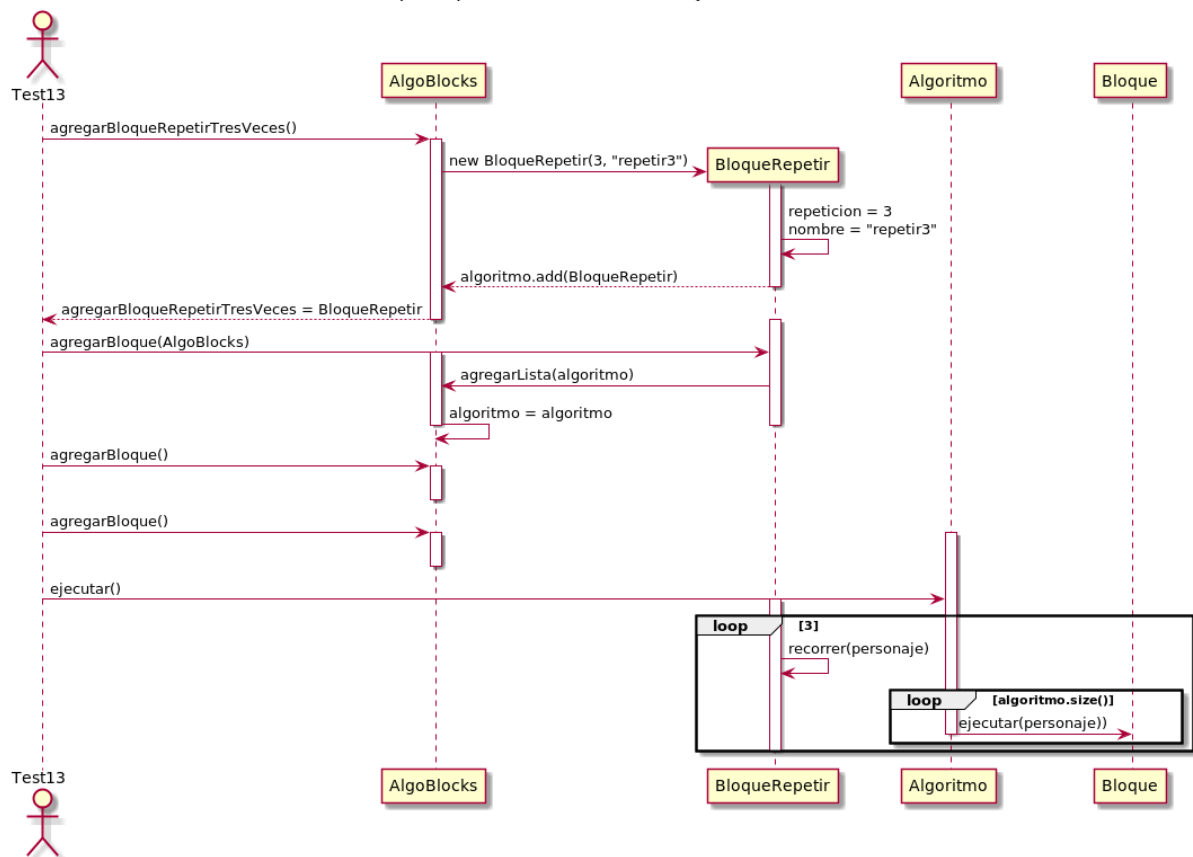 Test13
AlgoBlocks
Algoritmo
Bloque
agregarBloqueRepetirTresVeces()
new BloqueRepetir(3, "repetir3")
BloqueRepetir
repeticion = 3
nombre = "repetir3"
algoritmo.add(BloqueRepetir)
agregarBloqueRepetirTresVeces = BloqueRepetir
agregarBloque(AlgoBlocks)
agregarLista(algoritmo)
algoritmo = algoritmo
agregarBloque()
agregarBloque()
ejecutar()
loop [3]
recorrer(personaje)
loop [algoritmo.size()]
ejecutar(personaje))
Test13
AlgoBlocks
BloqueRepetir
Algoritmo
Bloque